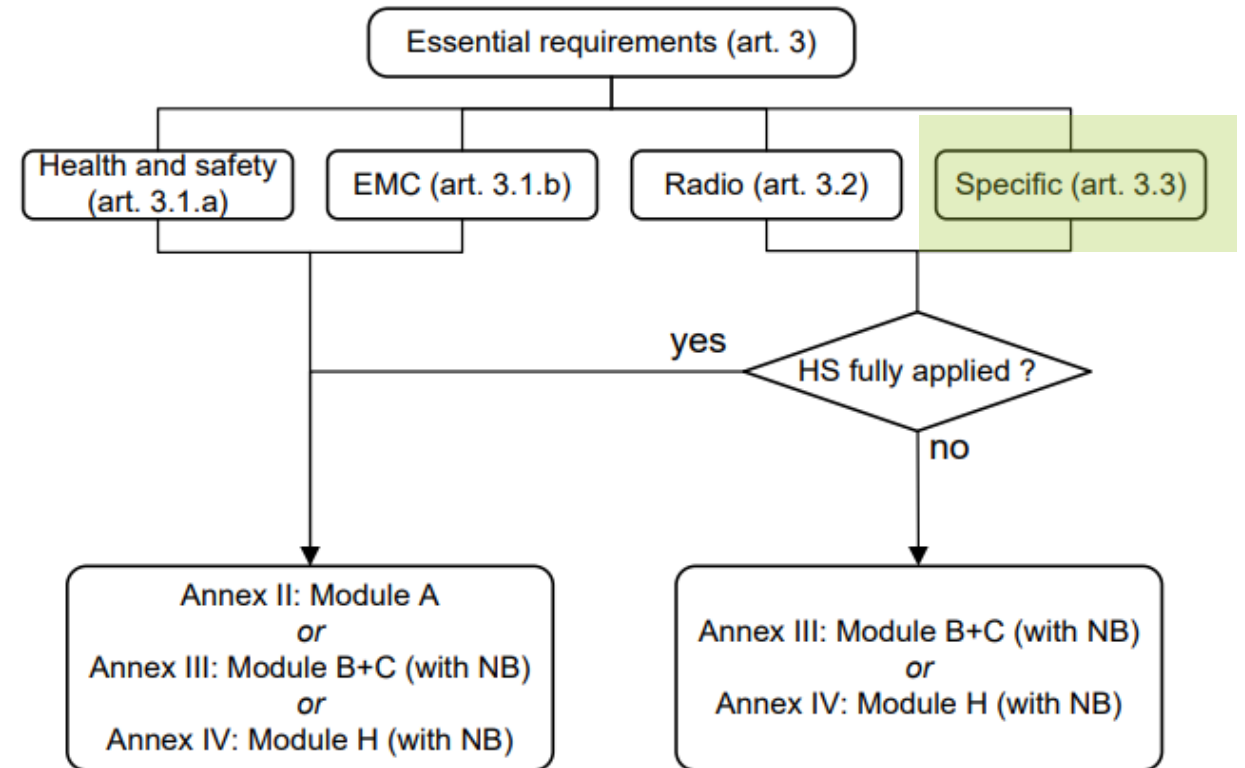 Essential requirements (art. 3)
Health and safety
(art. 3.1.a)
EMC (art. 3.1.b)
Radio (art. 3.2)
Specific (art. 3.3)
yes
HS fully applied ?
no
Annex II: Module A
or
Annex III: Module B+C (with NB)
or
Annex IV: Module H (with NB)
Annex III: Module B+C (with NB)
or
Annex IV: Module H (with NB)